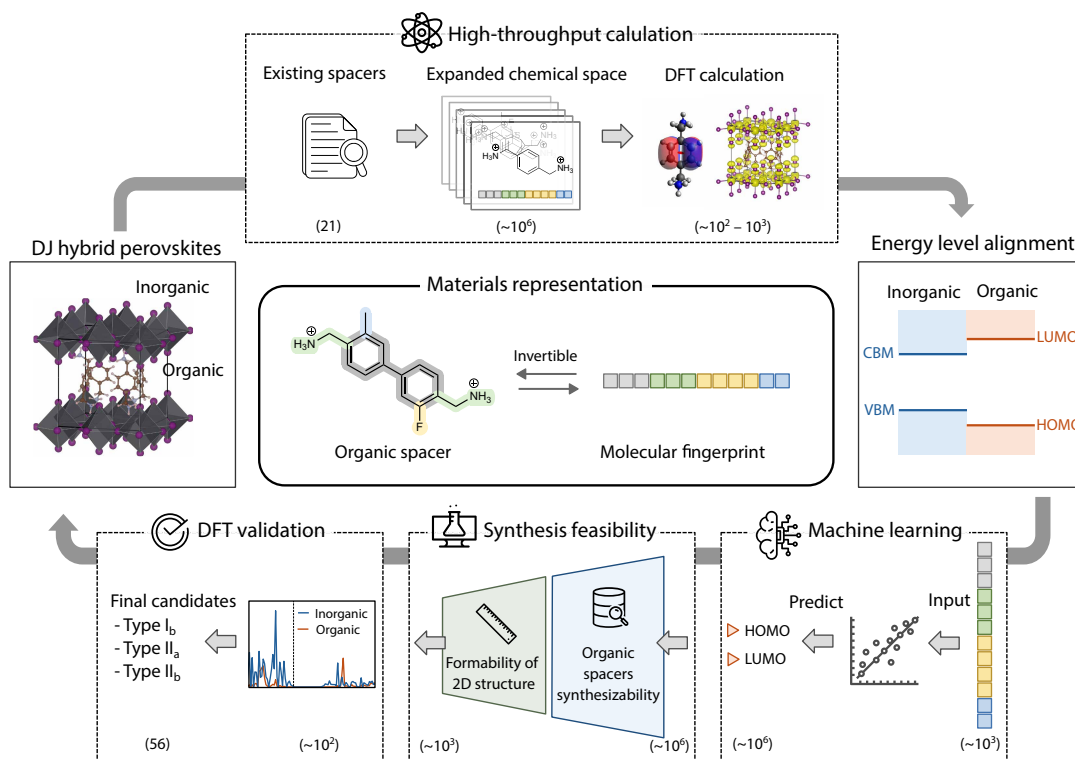 High-throughput calulation
Existing spacers
Expanded chemical space
DFT calculation
NH₃
⊕
H₃N
⊕
NH₃
⊕
(21)
(~10⁶)
(~10² – 10³)
DJ hybrid perovskites
Inorganic
Organic
Materials representation
⊕
H₃N
⊕
NH₃
F
Invertible
Organic spacer
Molecular fingerprint
Energy level alignment
Inorganic
Organic
LUMO
CBM
VBM
HOMO
DFT validation
Final candidates
- Type I_b
- Type II_a
- Type II_b
Inorganic
Organic
(56)
(~10²)
Synthesis feasibility
Formability of
2D structure
Organic
spacers
synthesizability
(~10³)
(~10⁶)
Machine learning
Predict
Input
HOMO
LUMO
(~10⁶)
(~10³)